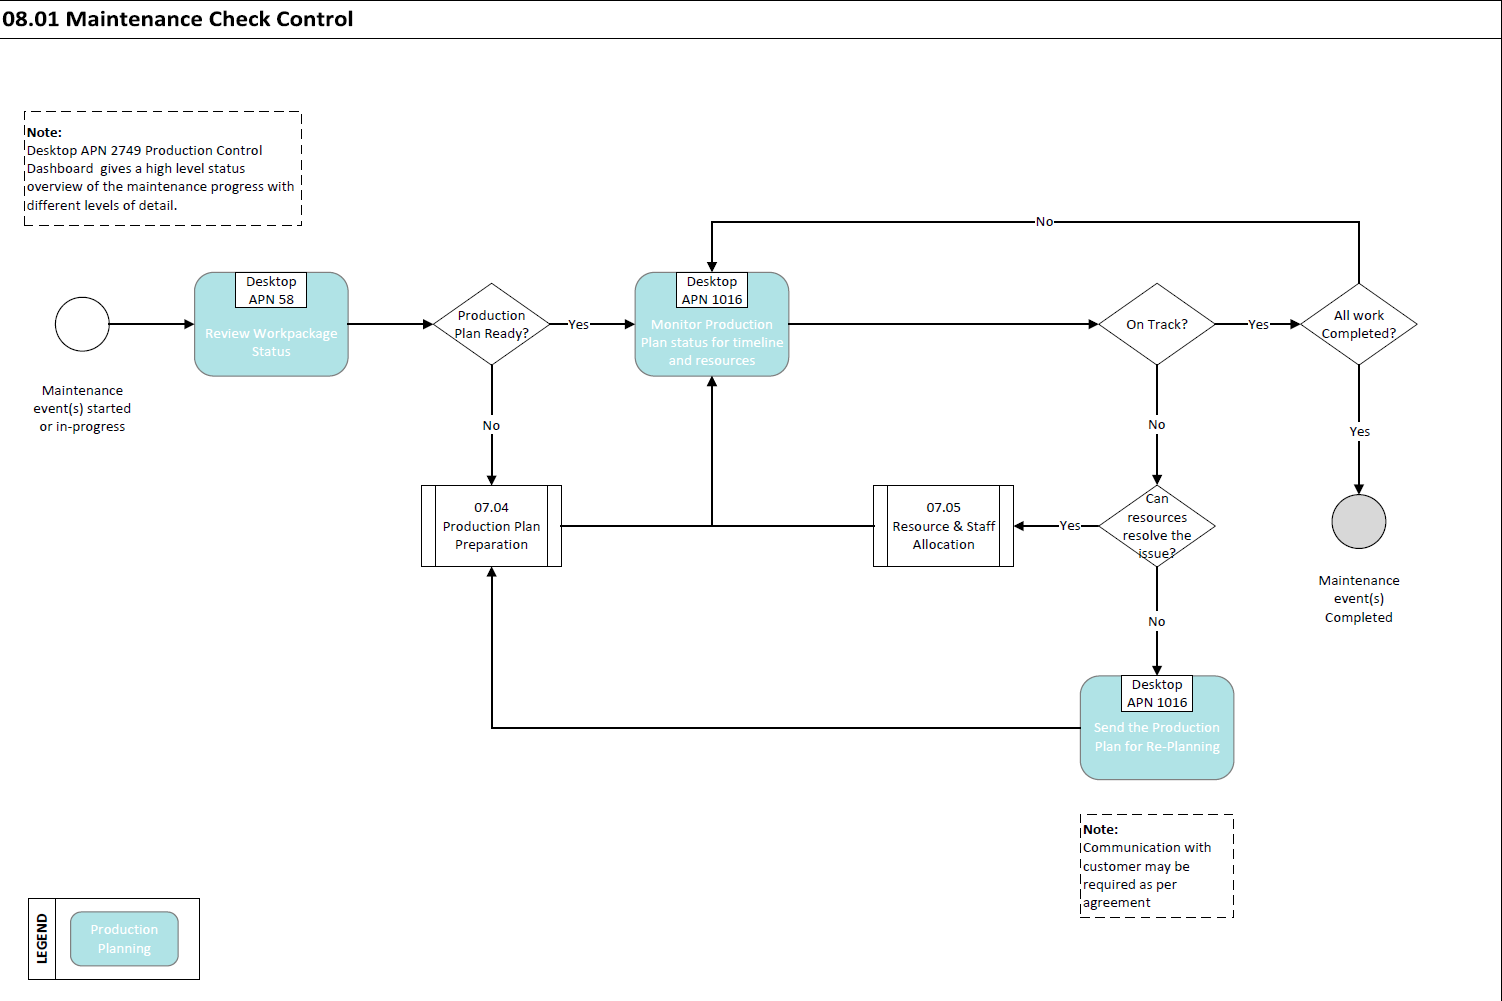 08.01 Maintenance Check Control
Note:
Desktop APN 2749 Production Control
Dashboard gives a high level status
overview of the maintenance progress with
different levels of detail.
No
Desktop
APN 58
Review Workpackage
Status
Production
Plan Ready?
Yes
Desktop
APN 1016
Monitor Production
Plan status for timeline
and resources
On Track?
Yes
All work
Completed?
Maintenance
event(s) started
or in-progress
No
No
Yes
07.04
Production Plan
Preparation
07.05
Resource & Staff
Allocation
Yes
Can
resources
resolve the
issue?
Maintenance
event(s)
Completed
No
Desktop
APN 1016
Send the Production
Plan for Re-Planning
Note:
Communication with
customer may be
required as per
agreement
LEGEND
Production
Planning